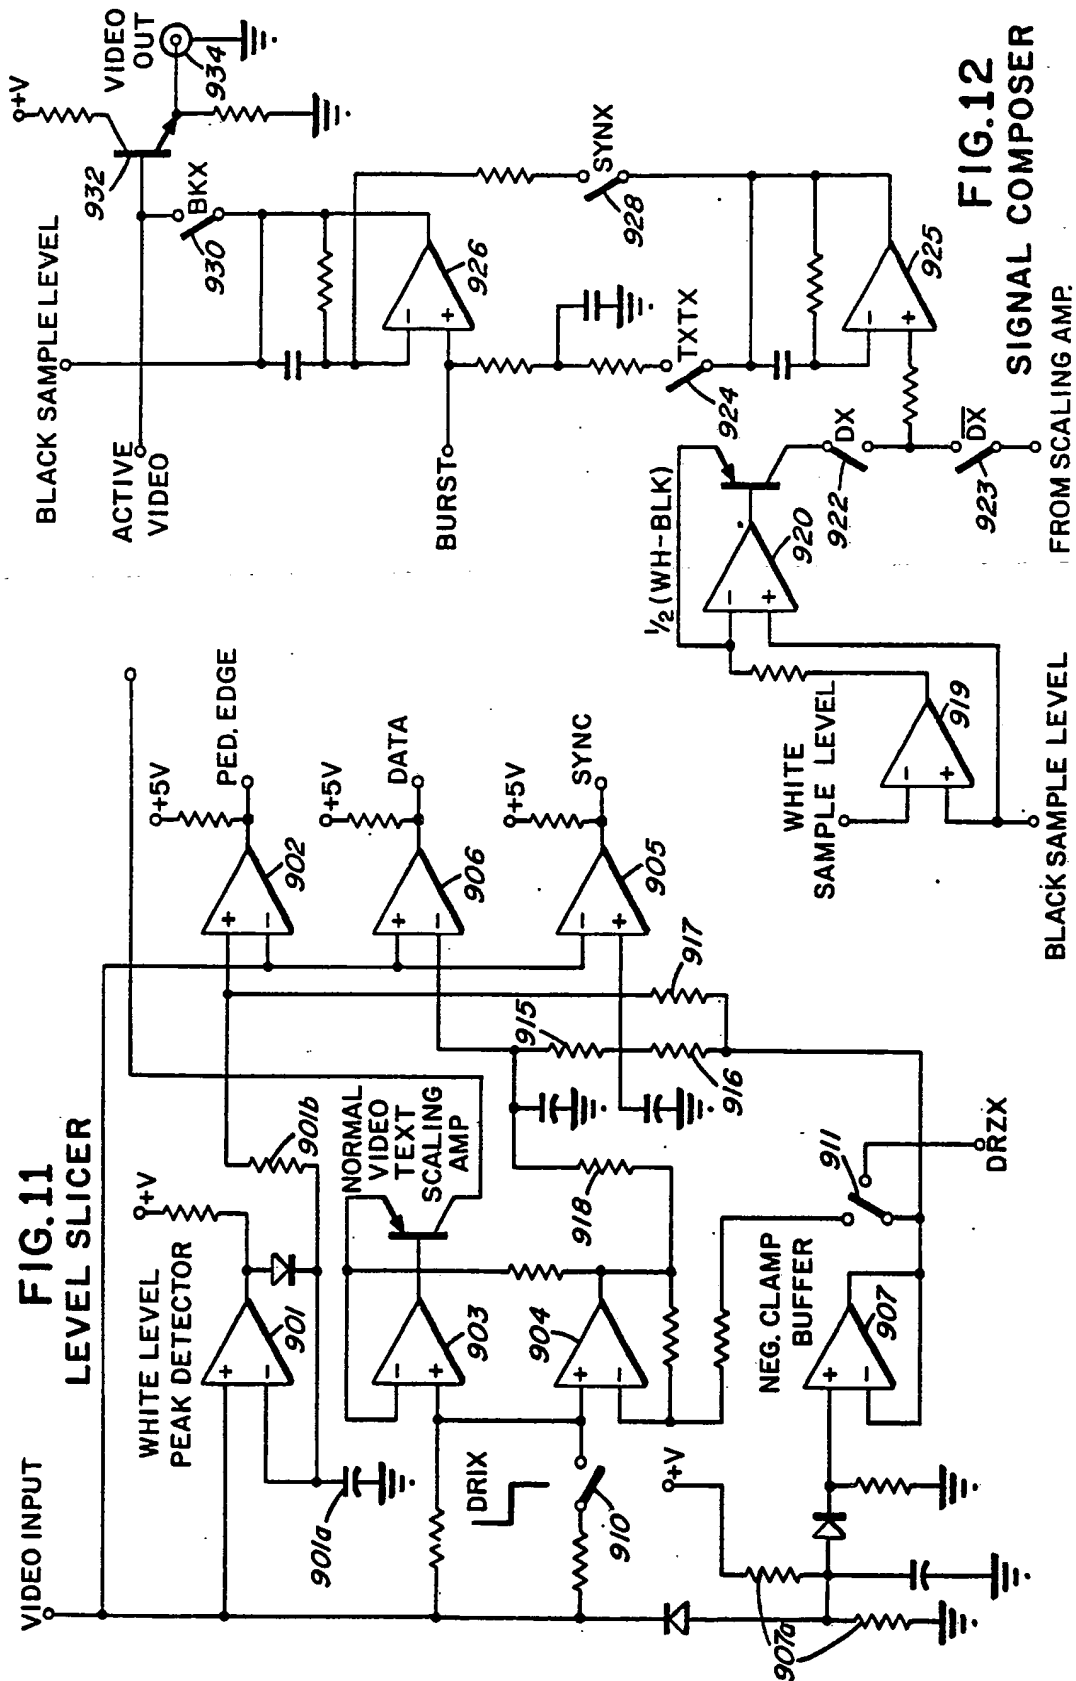 FIG.11
LEVEL SLICER
VIDEO INPUT
WHITE LEVEL
PEAK DETECTOR
+V
901
901a
901b
+5V
PED. EDGE
902
NORMAL
VIDEO
TEXT
SCALING
AMP
903
+5V
DATA
906
DRIX
904
910
918
915
916
917
+5V
SYNC
905
+V
NEG. CLAMP
BUFFER
907
907a
911
DRZX
FIG.12
SIGNAL COMPOSER
BLACK SAMPLE LEVEL
ACTIVE
VIDEO
+V
VIDEO
OUT
934
932
BKX
930
926
BURST
SYNX
928
TXTX
924
925
1/2 (WH-BLK)
920
DX
922
D̅X̅
923
FROM SCALING AMP.
WHITE
SAMPLE LEVEL
919
BLACK SAMPLE LEVEL
+
-
+
-
-
+
+
-
+
-
+
-
-
+
+
-
-
+
-
+
-
+
-
+